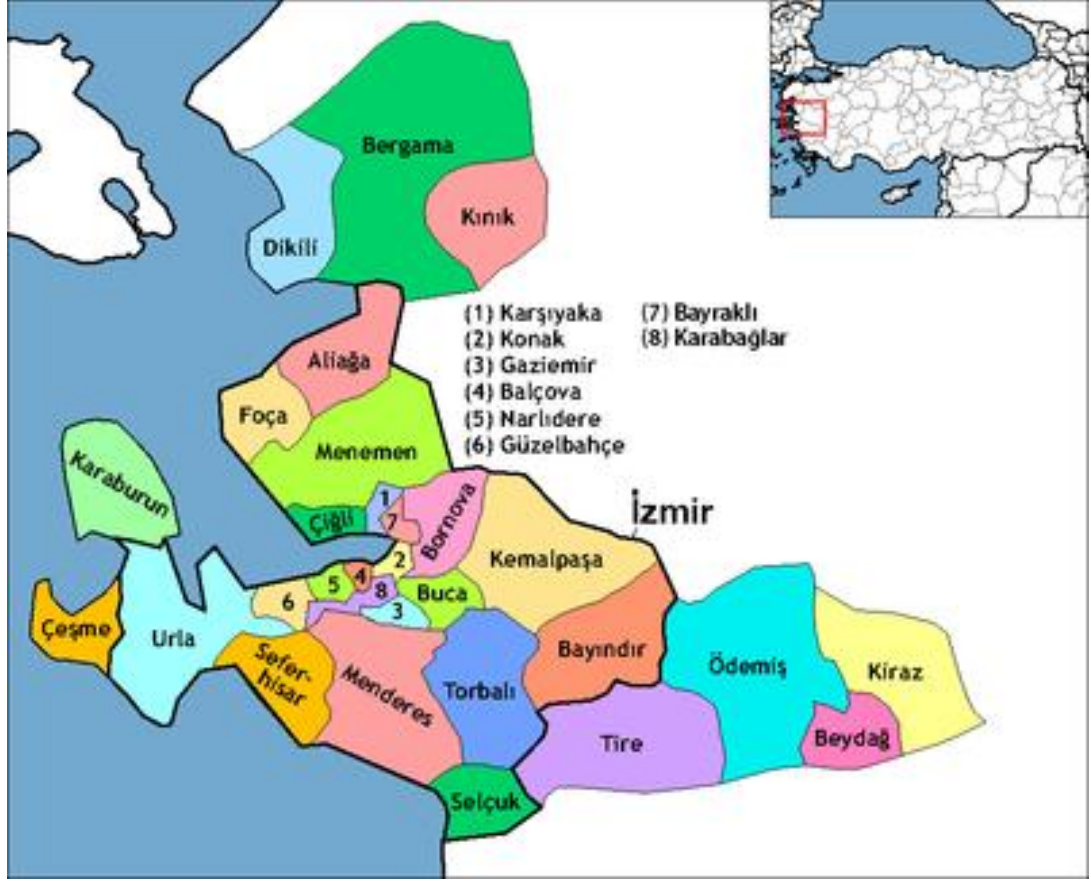 Bergama
Kınık
Dikili
(1) Karşıyaka
(2) Konak
(3) Gaziemir
(4) Balçova
(5) Narlıdere
(6) Güzelbahçe
(7) Bayraklı
(8) Karabağlar
Aliağa
Foça
Menemen
Karaburun
Çiğli
1
7
Bornova
İzmir
Kemalpaşa
2
4
5
8
6
3
Buca
Çeşme
Urla
Sefer-
hisar
Menderes
Torbalı
Bayındır
Ödemiş
Kiraz
Tire
Beydağ
Selçuk